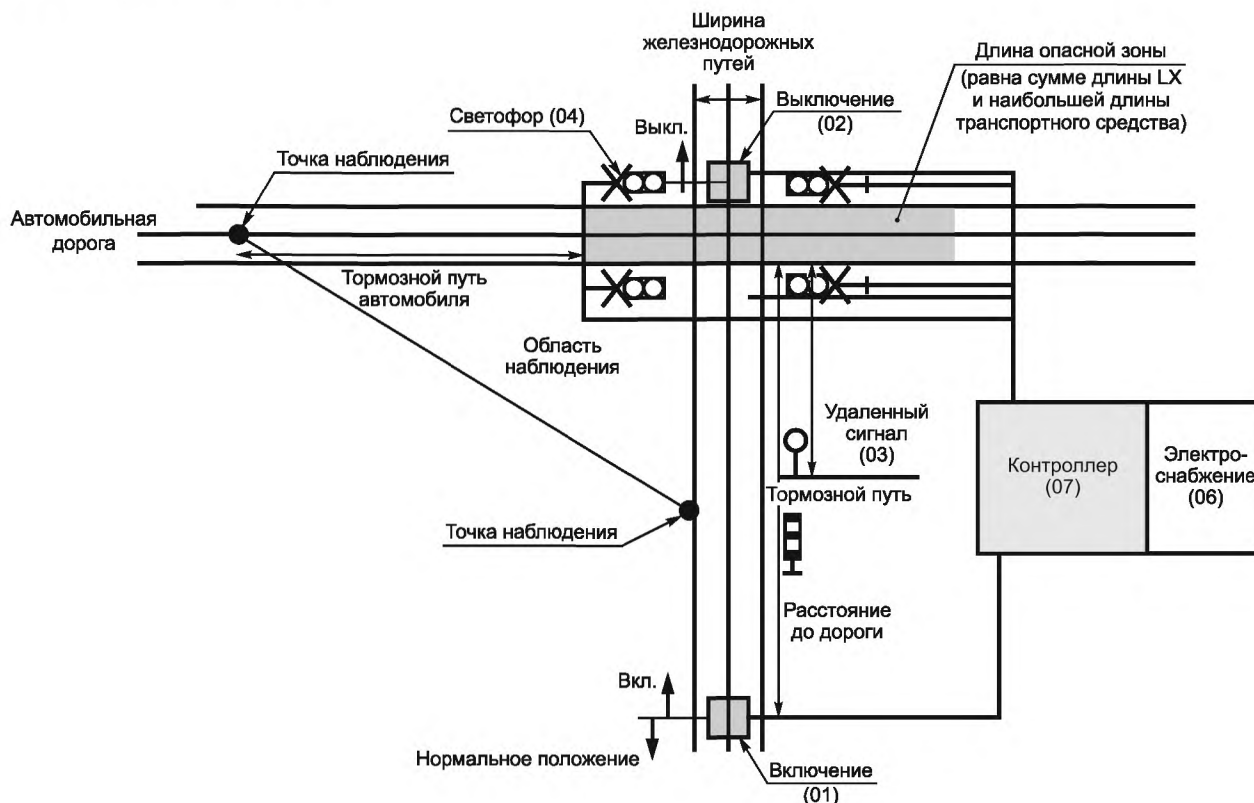 Ширина
железнодорожных
путей
Длина опасной зоны
(равна сумме длины LX
и наибольшей длины
транспортного средства)
Светофор (04)
Выкл.
Выключение
(02)
Точка наблюдения
Автомобильная
дорога
Тормозной путь
автомобиля
Область
наблюдения
Удаленный
сигнал
(03)
Контроллер
(07)
Электро-
снабжение
(06)
Тормозной путь
Точка наблюдения
Расстояние
до дороги
Вкл.
Нормальное положение
Включение
(01)